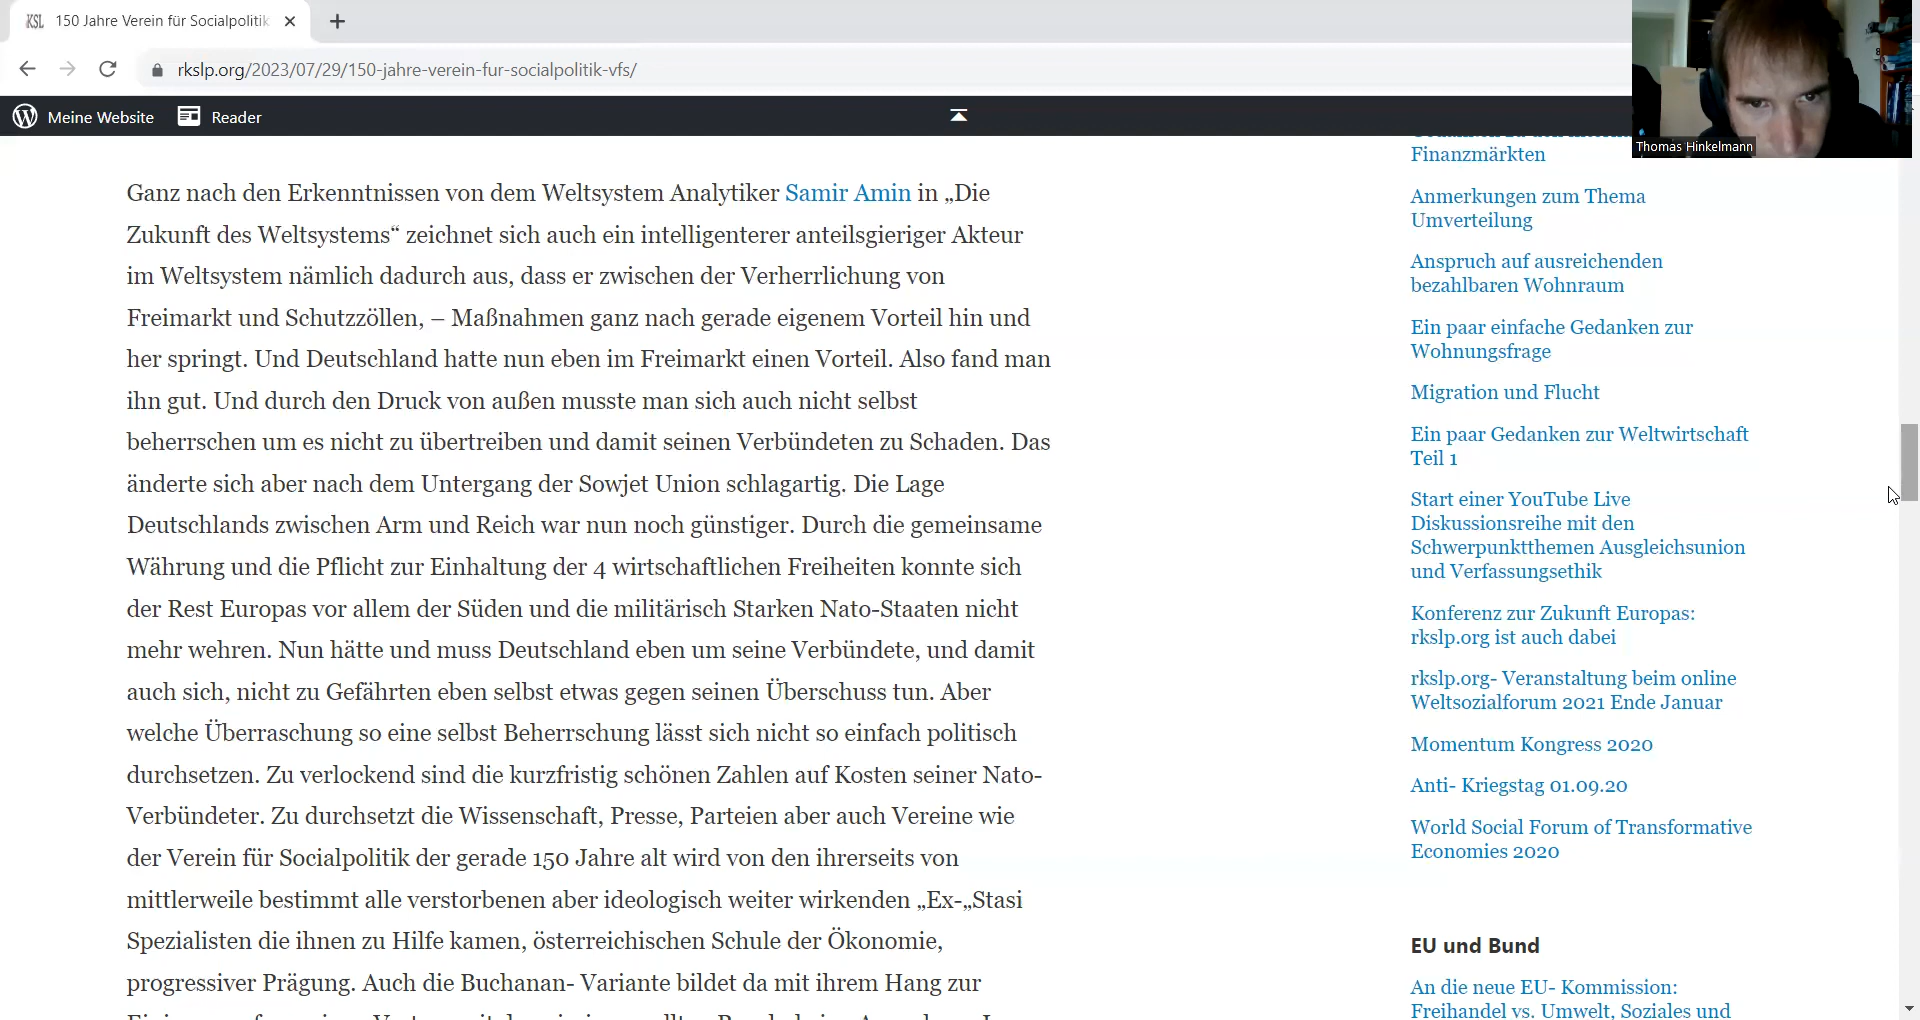 KSL 150 Jahre Verein für Socialpolitik
rkslp.org/2023/07/29/150-jahre-verein-fur-socialpolitik-vfs/
Meine Website Reader
Thomas Hinkelmann
Ganz nach den Erkenntnissen von dem Weltsystem Analytiker Samir Amin in „Die
Zukunft des Weltsystems“ zeichnet sich auch ein intelligenterer anteilsgieriger Akteur
im Weltsystem nämlich dadurch aus, dass er zwischen der Verherrlichung von
Freimarkt und Schutzzöllen, – Maßnahmen ganz nach gerade eigenem Vorteil hin und
her springt. Und Deutschland hatte nun eben im Freimarkt einen Vorteil. Also fand man
ihn gut. Und durch den Druck von außen musste man sich auch nicht selbst
beherrschen um es nicht zu übertreiben und damit seinen Verbündeten zu Schaden. Das
änderte sich aber nach dem Untergang der Sowjet Union schlagartig. Die Lage
Deutschlands zwischen Arm und Reich war nun noch günstiger. Durch die gemeinsame
Währung und die Pflicht zur Einhaltung der 4 wirtschaftlichen Freiheiten konnte sich
der Rest Europas vor allem der Süden und die militärisch Starken Nato-Staaten nicht
mehr wehren. Nun hätte und muss Deutschland eben um seine Verbündete, und damit
auch sich, nicht zu Gefährten eben selbst etwas gegen seinen Überschuss tun. Aber
welche Überraschung so eine selbst Beherrschung lässt sich nicht so einfach politisch
durchsetzen. Zu verlockend sind die kurzfristig schönen Zahlen auf Kosten seiner Nato-
Verbündeter. Zu durchsetzt die Wissenschaft, Presse, Parteien aber auch Vereine wie
der Verein für Socialpolitik der gerade 150 Jahre alt wird von den ihrerseits von
mittlerweile bestimmt alle verstorbenen aber ideologisch weiter wirkenden „Ex-„Stasi
Spezialisten die ihnen zu Hilfe kamen, österreichischen Schule der Ökonomie,
progressiver Prägung. Auch die Buchanan- Variante bildet da mit ihrem Hang zur
Finanzmärkten
Anmerkungen zum Thema
Umverteilung
Anspruch auf ausreichenden
bezahlbaren Wohnraum
Ein paar einfache Gedanken zur
Wohnungsfrage
Migration und Flucht
Ein paar Gedanken zur Weltwirtschaft
Teil 1
Start einer YouTube Live
Diskussionsreihe mit den
Schwerpunktthemen Ausgleichsunion
und Verfassungsethik
Konferenz zur Zukunft Europas:
rkslp.org ist auch dabei
rkslp.org- Veranstaltung beim online
Weltsozialforum 2021 Ende Januar
Momentum Kongress 2020
Anti- Kriegstag 01.09.20
World Social Forum of Transformative
Economies 2020
EU und Bund
An die neue EU- Kommission:
Freihandel vs. Umwelt, Soziales und